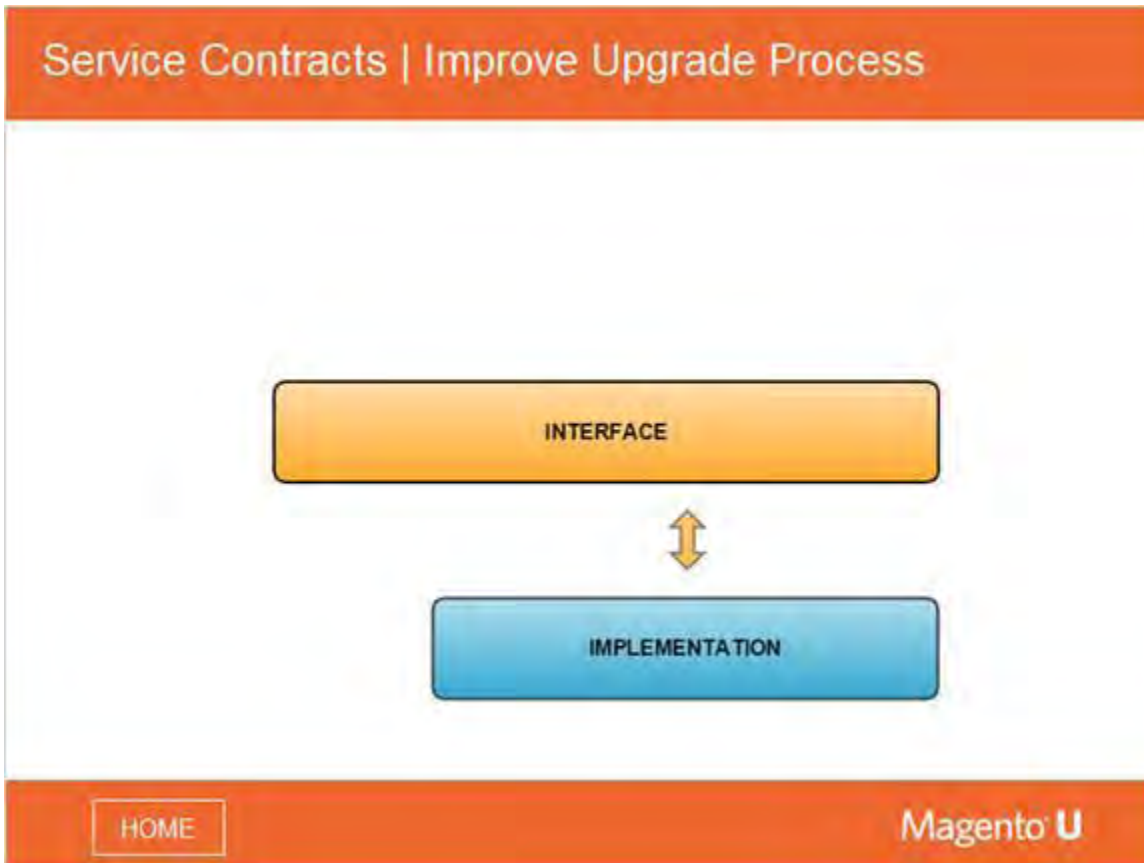 Service Contracts | Improve Upgrade Process
INTERFACE
IMPLEMENTATION
HOME
Magento U